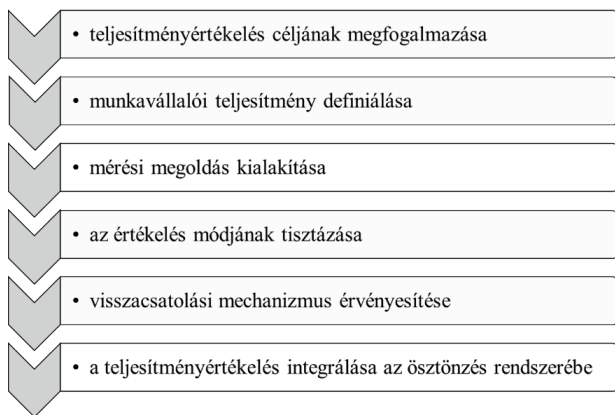 • teljesítményértékelés céljának megfogalmazása
• munkavállalói teljesítmény definiálása
• mérési megoldás kialakítása
• az értékelés módjának tisztázása
• visszacsatolási mechanizmus érvényesítése
• a teljesítményértékelés integrálása az ösztönzés rendszerébe